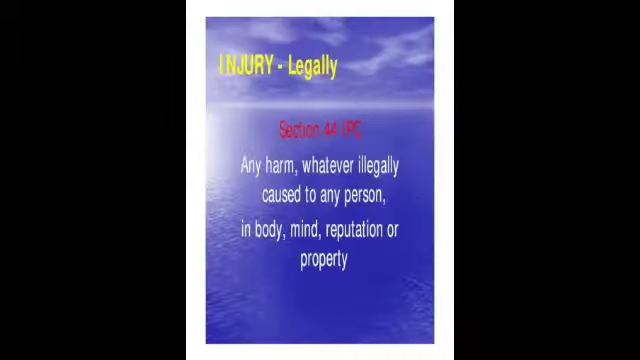 INJURY - Legally
Section 44 IPC
Any harm, whatever illegally
caused to any person,
in body, mind, reputation or
property